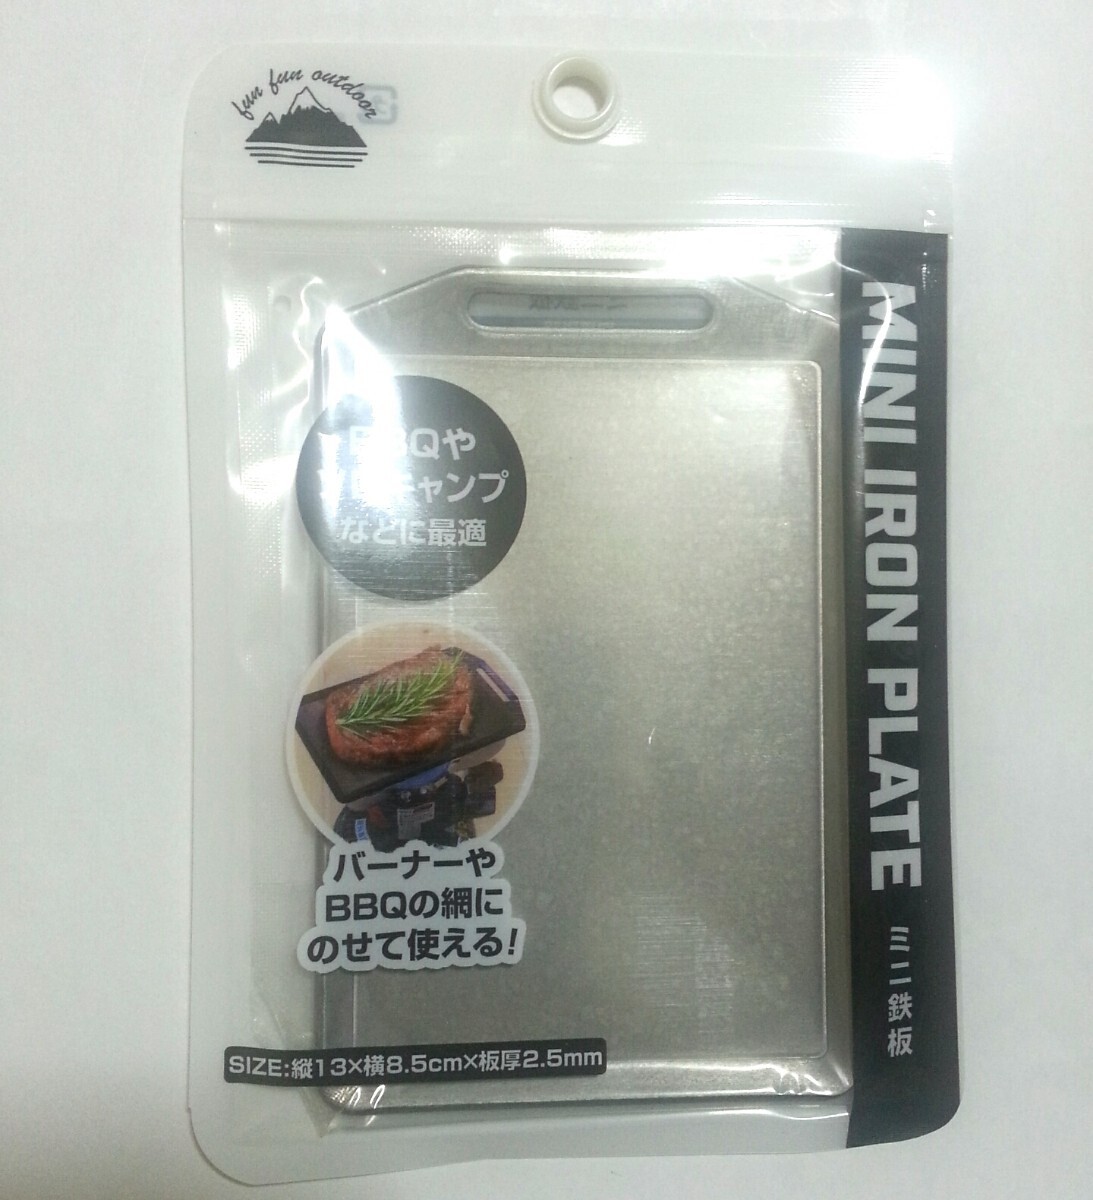 fun fun outdoor
MINI IRON PLATE ミニ鉄板
BBQや
キャンプ
などに最適
バーナーや
BBQの網に
のせて使える!
SIZE:縦13×横8.5cm×板厚2.5mm